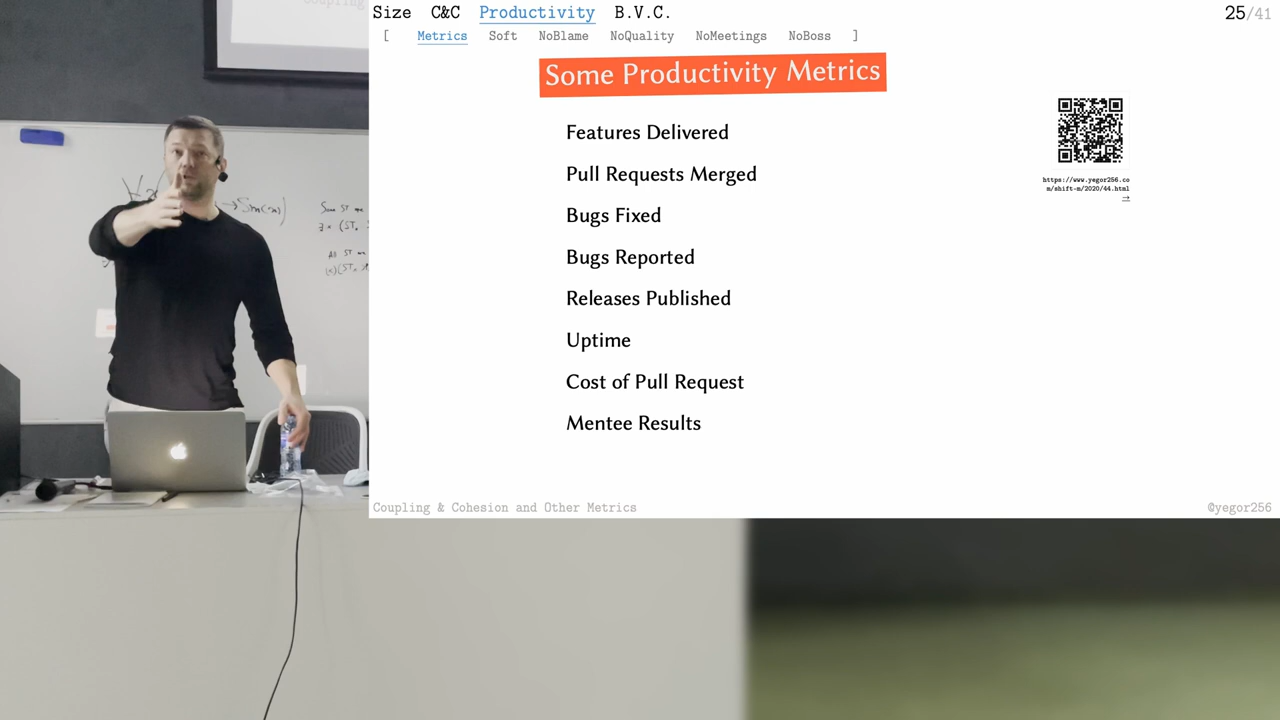 Size C&C Productivity B.V.C. 25/41
[ Metrics Soft NoBlame NoQuality NoMeetings NoBoss ]
Some Productivity Metrics
Features Delivered
Pull Requests Merged
Bugs Fixed
Bugs Reported
Releases Published
Uptime
Cost of Pull Request
Mentee Results
https://www.yegor256.co
m/shift-m/2020/44.html
→
Coupling & Cohesion and Other Metrics @yegor256